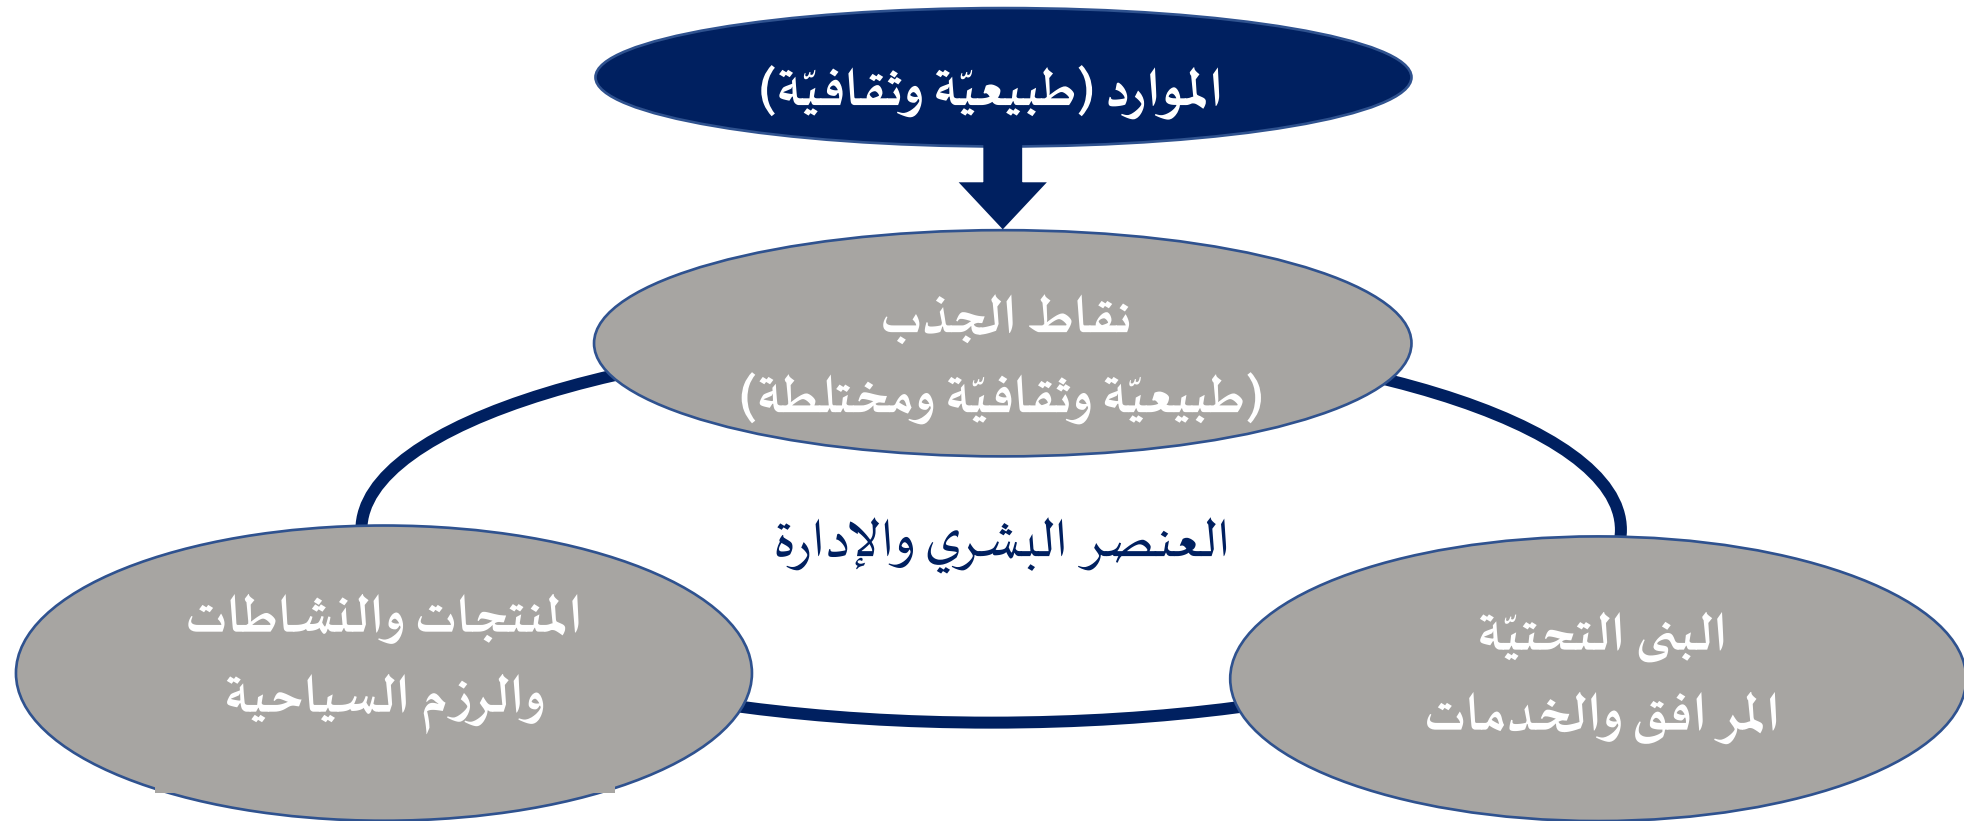 الموارد (طبيعيّة وثقافيّة)
نقاط الجذب
(طبيعيّة وثقافيّة ومختلطة)
العنصر البشري والإدارة
البنى التحتيّة
المرافق والخدمات
المنتجات والنشاطات
والرزم السياحية